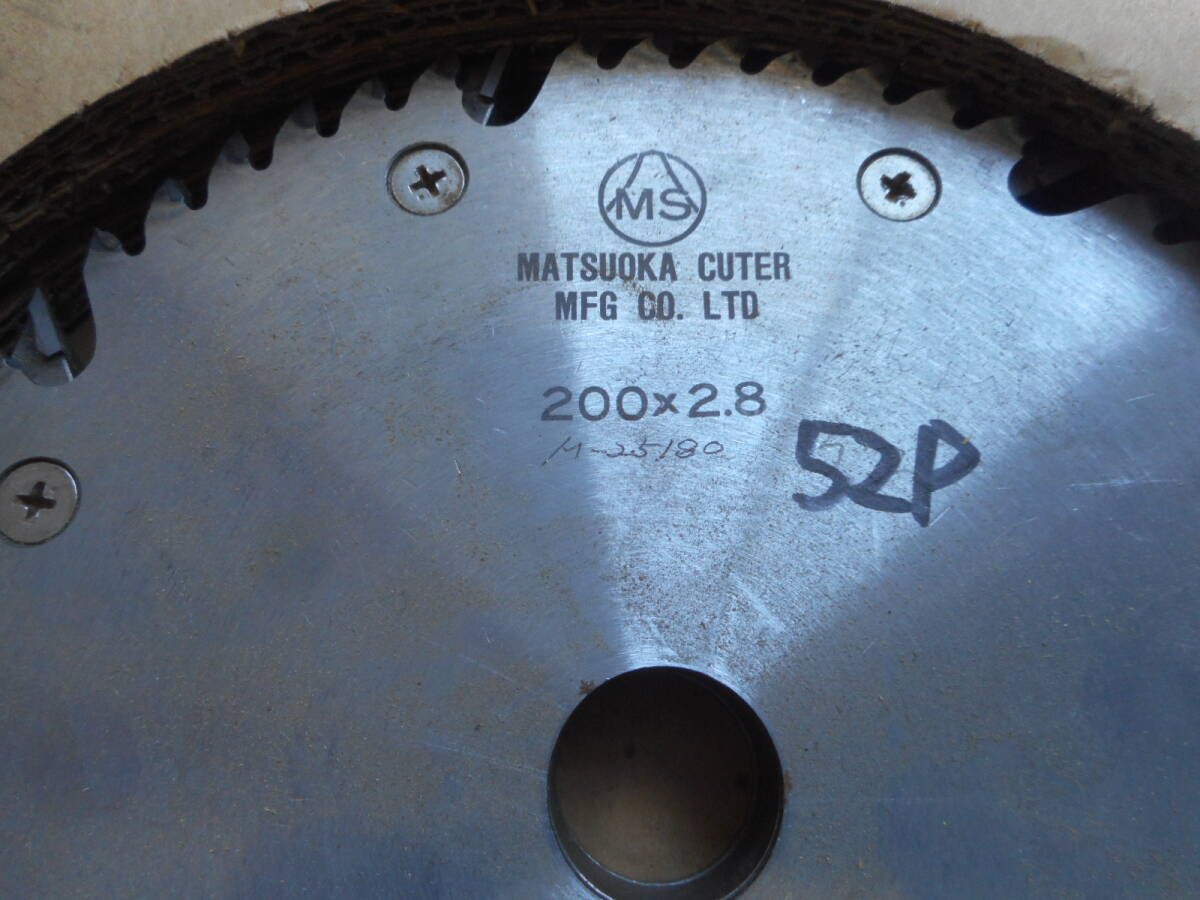 MS
MATSUOKA CUTER
MFG CO. LTD
200×2.8
M-25180
52P